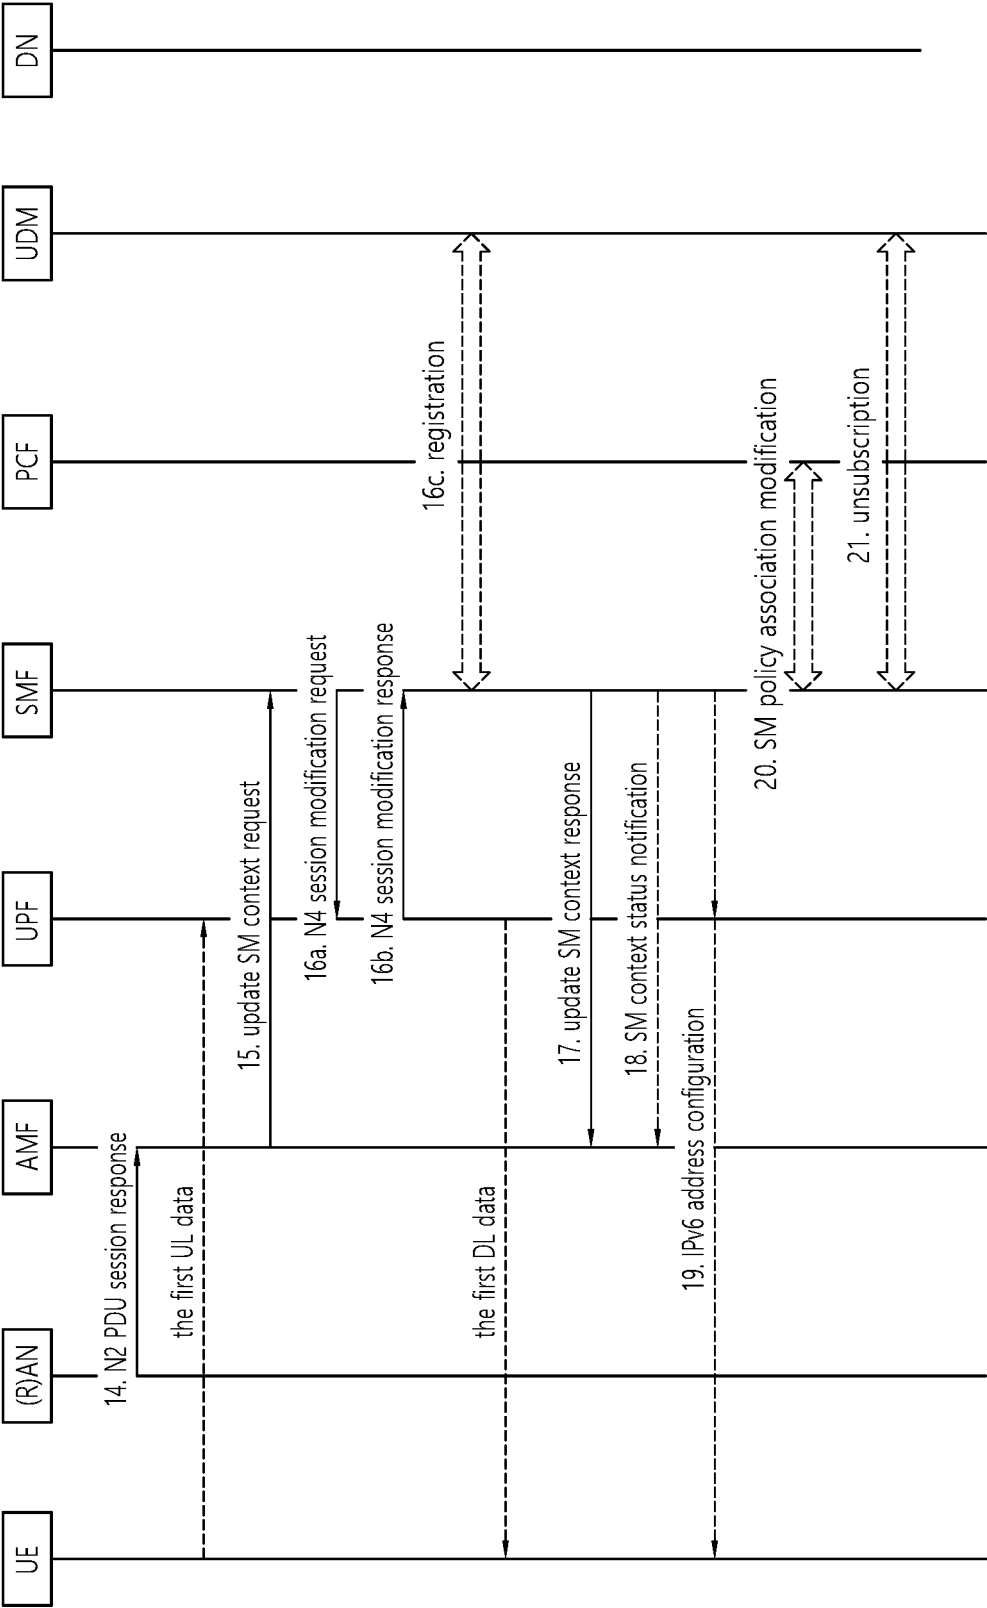 UE
(R)AN
AMF
UPF
SMF
PCF
UDM
DN
14. N2 PDU session response
the first UL data
15. update SM context request
16a. N4 session modification request
16b. N4 session modification response
16c. registration
the first DL data
17. update SM context response
18. SM context status notification
19. IPv6 address configuration
20. SM policy association modification
21. unsubscription